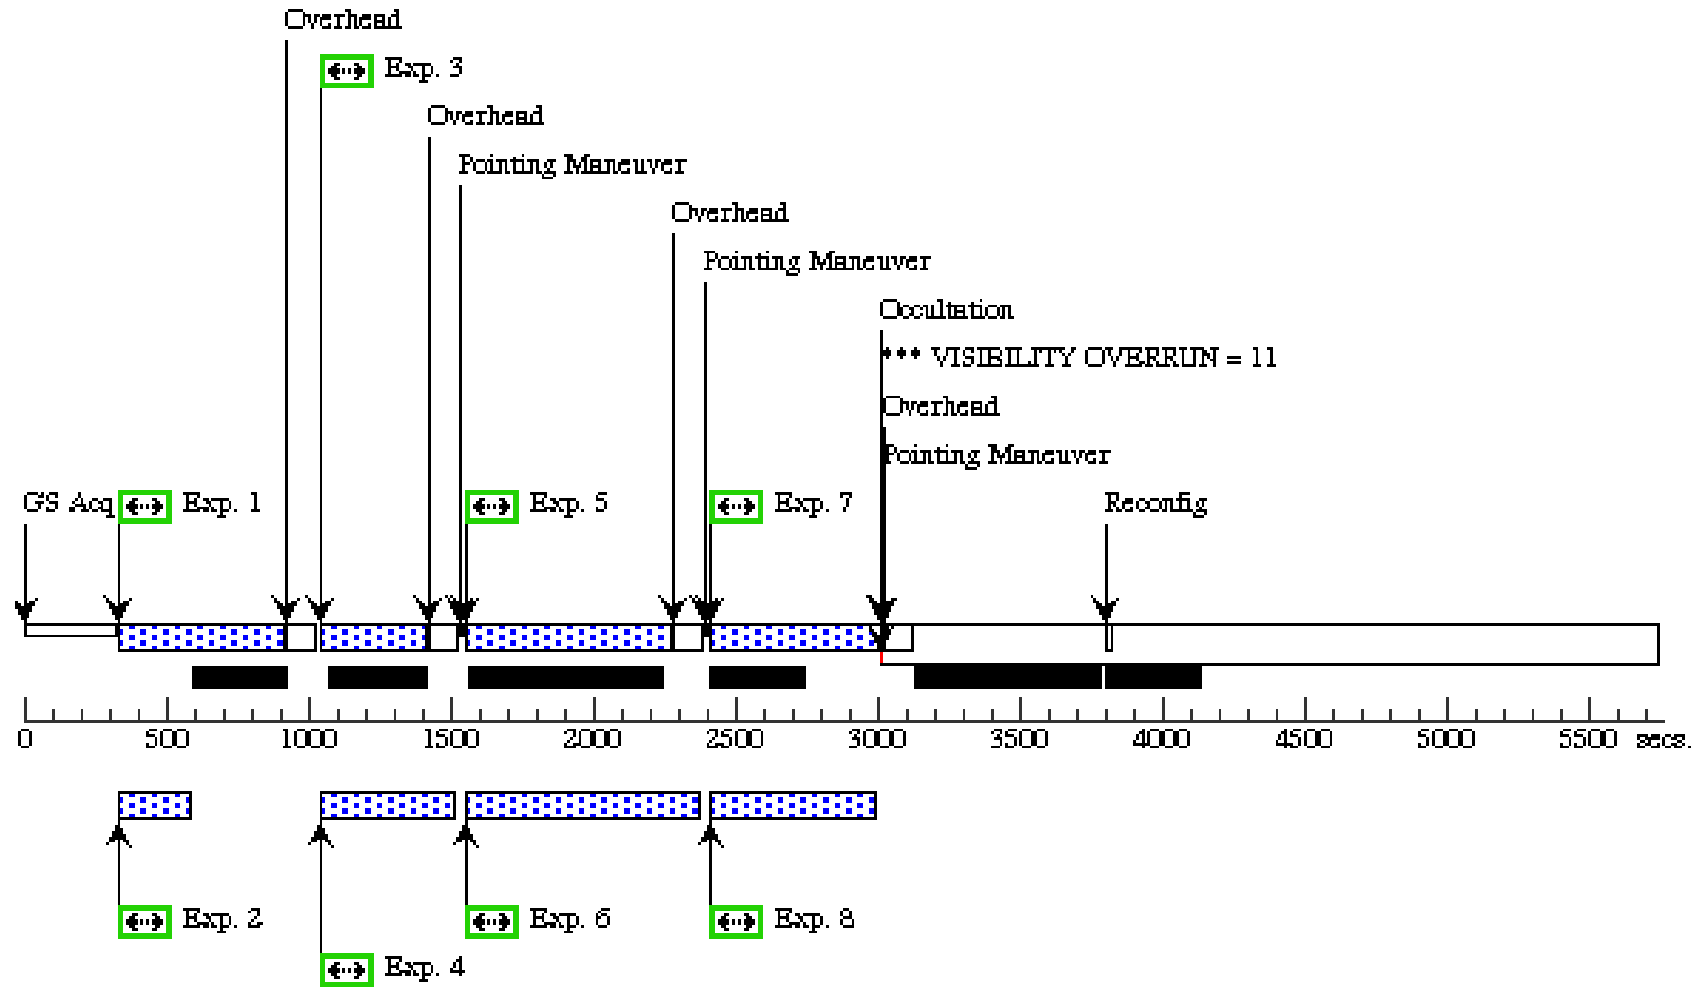 Overhead
Exp. 3
Overhead
Pointing Maneuver
Overhead
Pointing Maneuver
Occultation
*** VISIBILITY OVERRUN = 11
Overhead
Pointing Maneuver
GS Acq Exp. 1 Exp. 5 Exp. 7 Reconfig
0 500 1000 1500 2000 2500 3000 3500 4000 4500 5000 5500 secs.
Exp. 2 Exp. 6 Exp. 8
Exp. 4